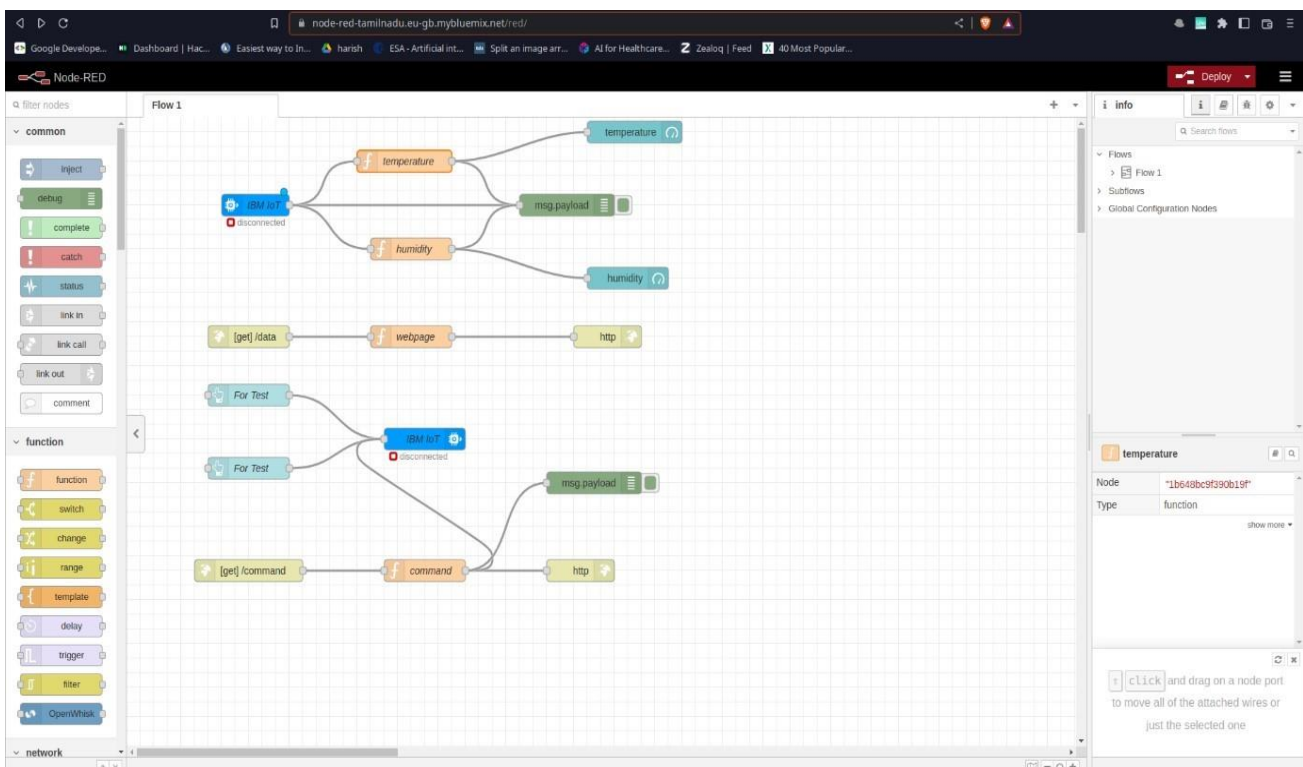 node-red-tamilnadu.eu-gb.mybluemix.net/red/
Google Develope... Dashboard | Hac... Easiest way to In... harish ESA - Artificial int... Split an image arr... AI for Healthcare... Zealoq | Feed 40 Most Popular...
Node-RED Deploy
filter nodes Flow 1 i info
common Search flows
inject
debug
complete
catch
status
link in
link call
link out
comment
function
function
switch
change
range
template
delay
trigger
filter
OpenWhisk
network
temperature
temperature
IBM IoT
disconnected
msg.payload
humidity
humidity
[get] /data webpage http
For Test
IBM IoT
disconnected
For Test
msg.payload
[get] /command command http
Flows
Flow 1
Subflows
Global Configuration Nodes
temperature
Node "1b648bc9f390b19f"
Type function
show more
click and drag on a node port
to move all of the attached wires or
just the selected one